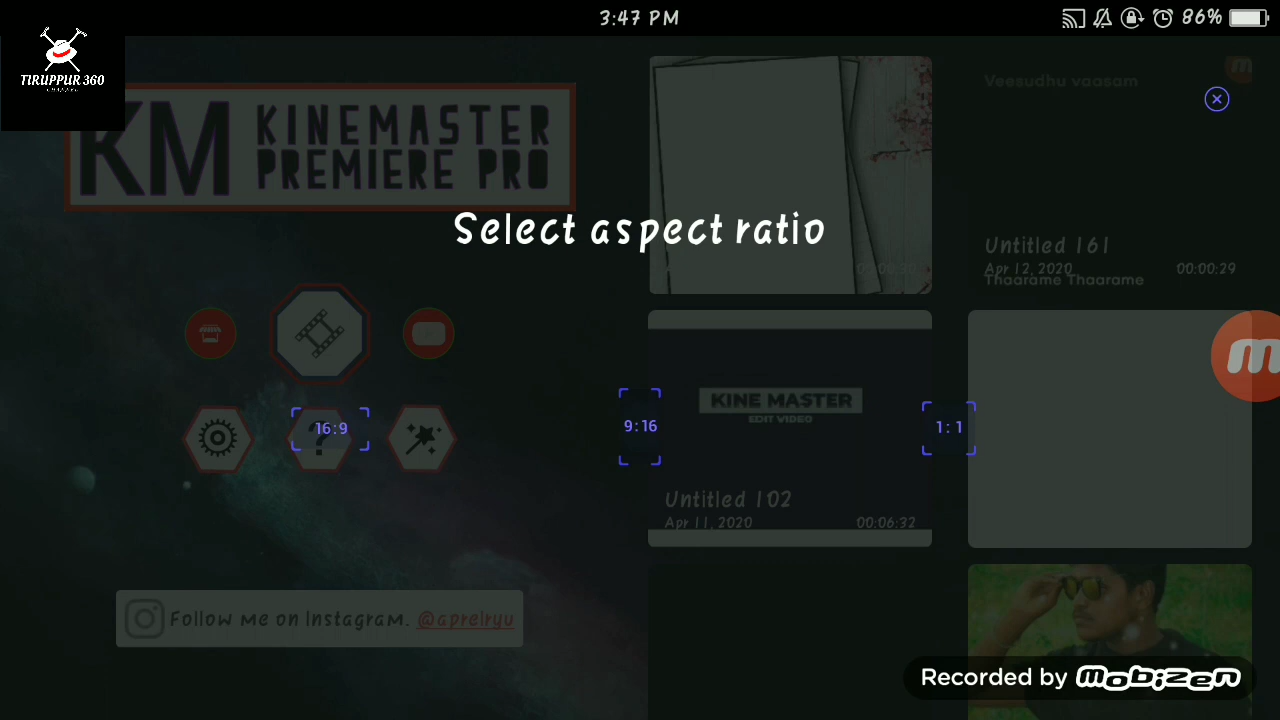 3:47 PM
86%
TIRUPPUR 360
CHANNEL
KM KINEMASTER
PREMIERE PRO
Veesudhu vaasam
Select aspect ratio
Untitled 161
Apr 12, 2020 00:00:29
Thaarame Thaarame
16:9
9:16
1:1
KINE MASTER
EDIT VIDEO
Untitled 102
Apr 11, 2020 00:06:32
Follow me on Instagram. @aprelryu
Recorded by mobizen